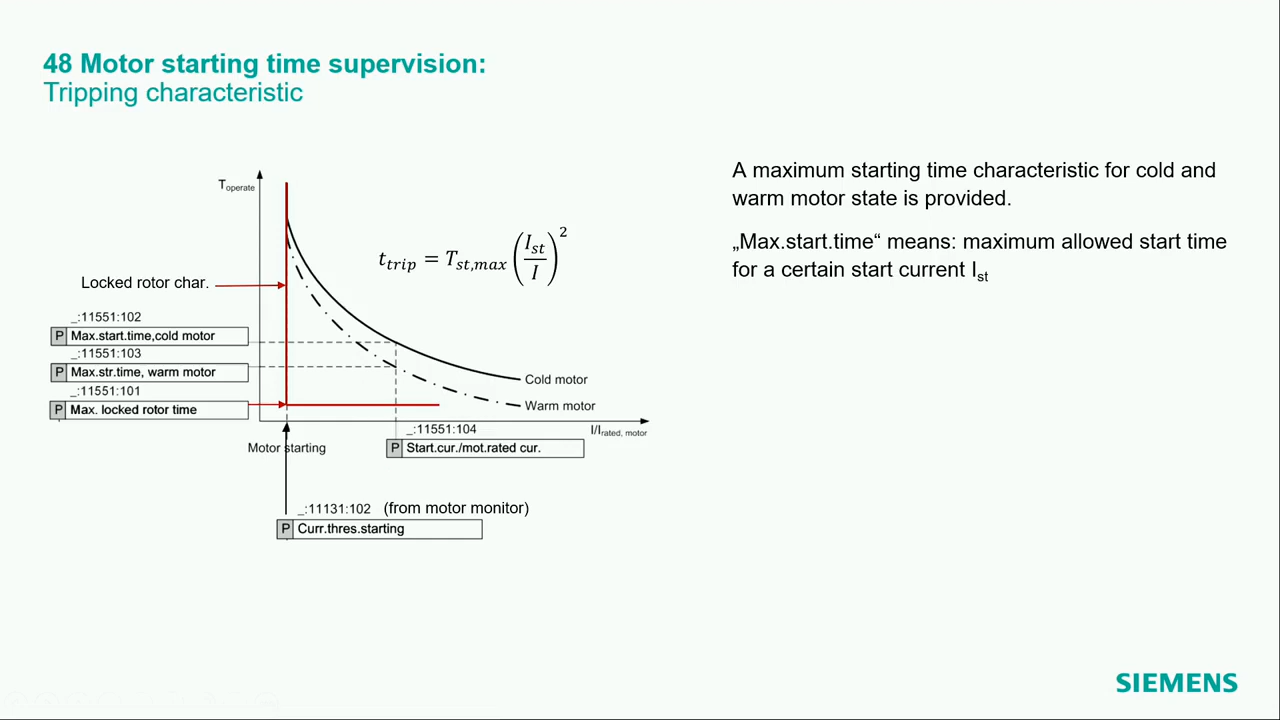 48 Motor starting time supervision:
Tripping characteristic
A maximum starting time characteristic for cold and
warm motor state is provided.
„Max.start.time“ means: maximum allowed start time
for a certain start current Ist
Toperate
t_trip = T_st,max (I_st / I)^2
Locked rotor char.
_:11551:102
P Max.start.time,cold motor
_:11551:103
P Max.str.time, warm motor
_:11551:101
P Max. locked rotor time
Cold motor
Warm motor
I/Irated, motor
_:11551:104
P Start.cur./mot.rated cur.
Motor starting
_:11131:102 (from motor monitor)
P Curr.thres.starting
SIEMENS